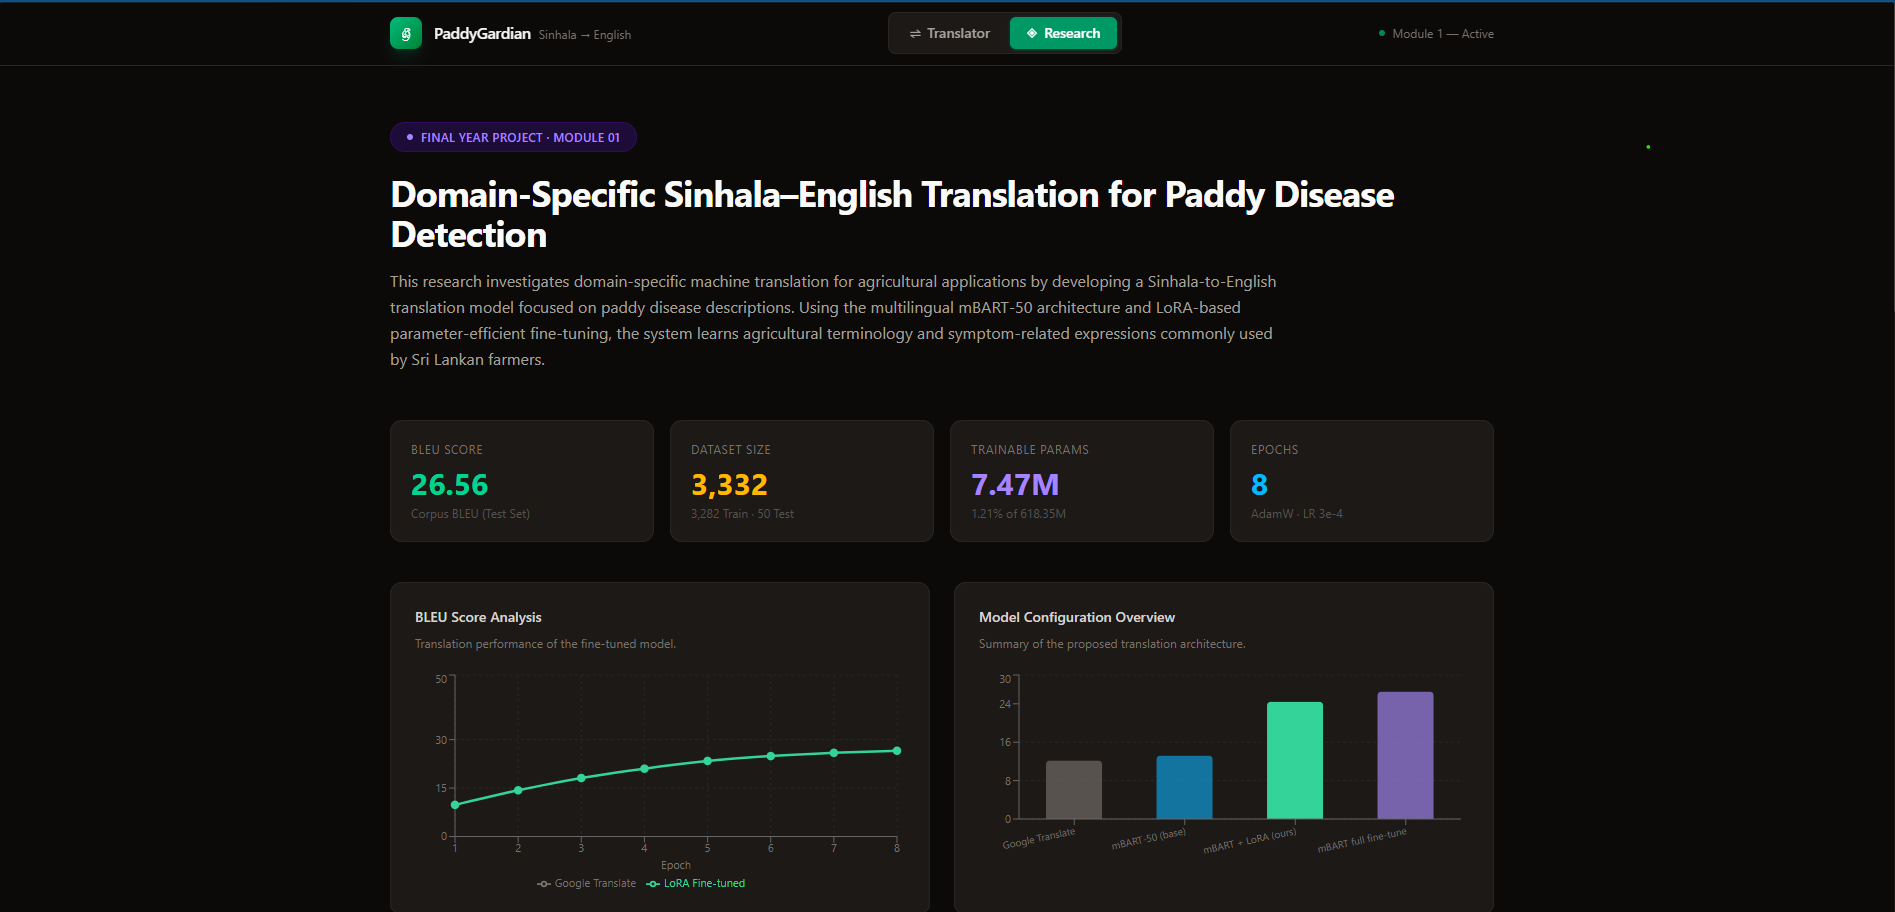 PaddyGardian Sinhala → English
⇌ Translator
◈ Research
Module 1 — Active
FINAL YEAR PROJECT · MODULE 01
Domain-Specific Sinhala–English Translation for Paddy Disease
Detection
This research investigates domain-specific machine translation for agricultural applications by developing a Sinhala-to-English
translation model focused on paddy disease descriptions. Using the multilingual mBART-50 architecture and LoRA-based
parameter-efficient fine-tuning, the system learns agricultural terminology and symptom-related expressions commonly used
by Sri Lankan farmers.
BLEU SCORE
26.56
Corpus BLEU (Test Set)
DATASET SIZE
3,332
3,282 Train · 50 Test
TRAINABLE PARAMS
7.47M
1.21% of 618.35M
EPOCHS
8
AdamW · LR 3e-4
BLEU Score Analysis
Translation performance of the fine-tuned model.
50
30
15
0
1 2 3 4 5 6 7 8
Epoch
Google Translate LoRA Fine-tuned
Model Configuration Overview
Summary of the proposed translation architecture.
30
24
16
8
0
Google Translate
mBART-50 (base)
mBART + LoRA (ours)
mBART full fine-tune